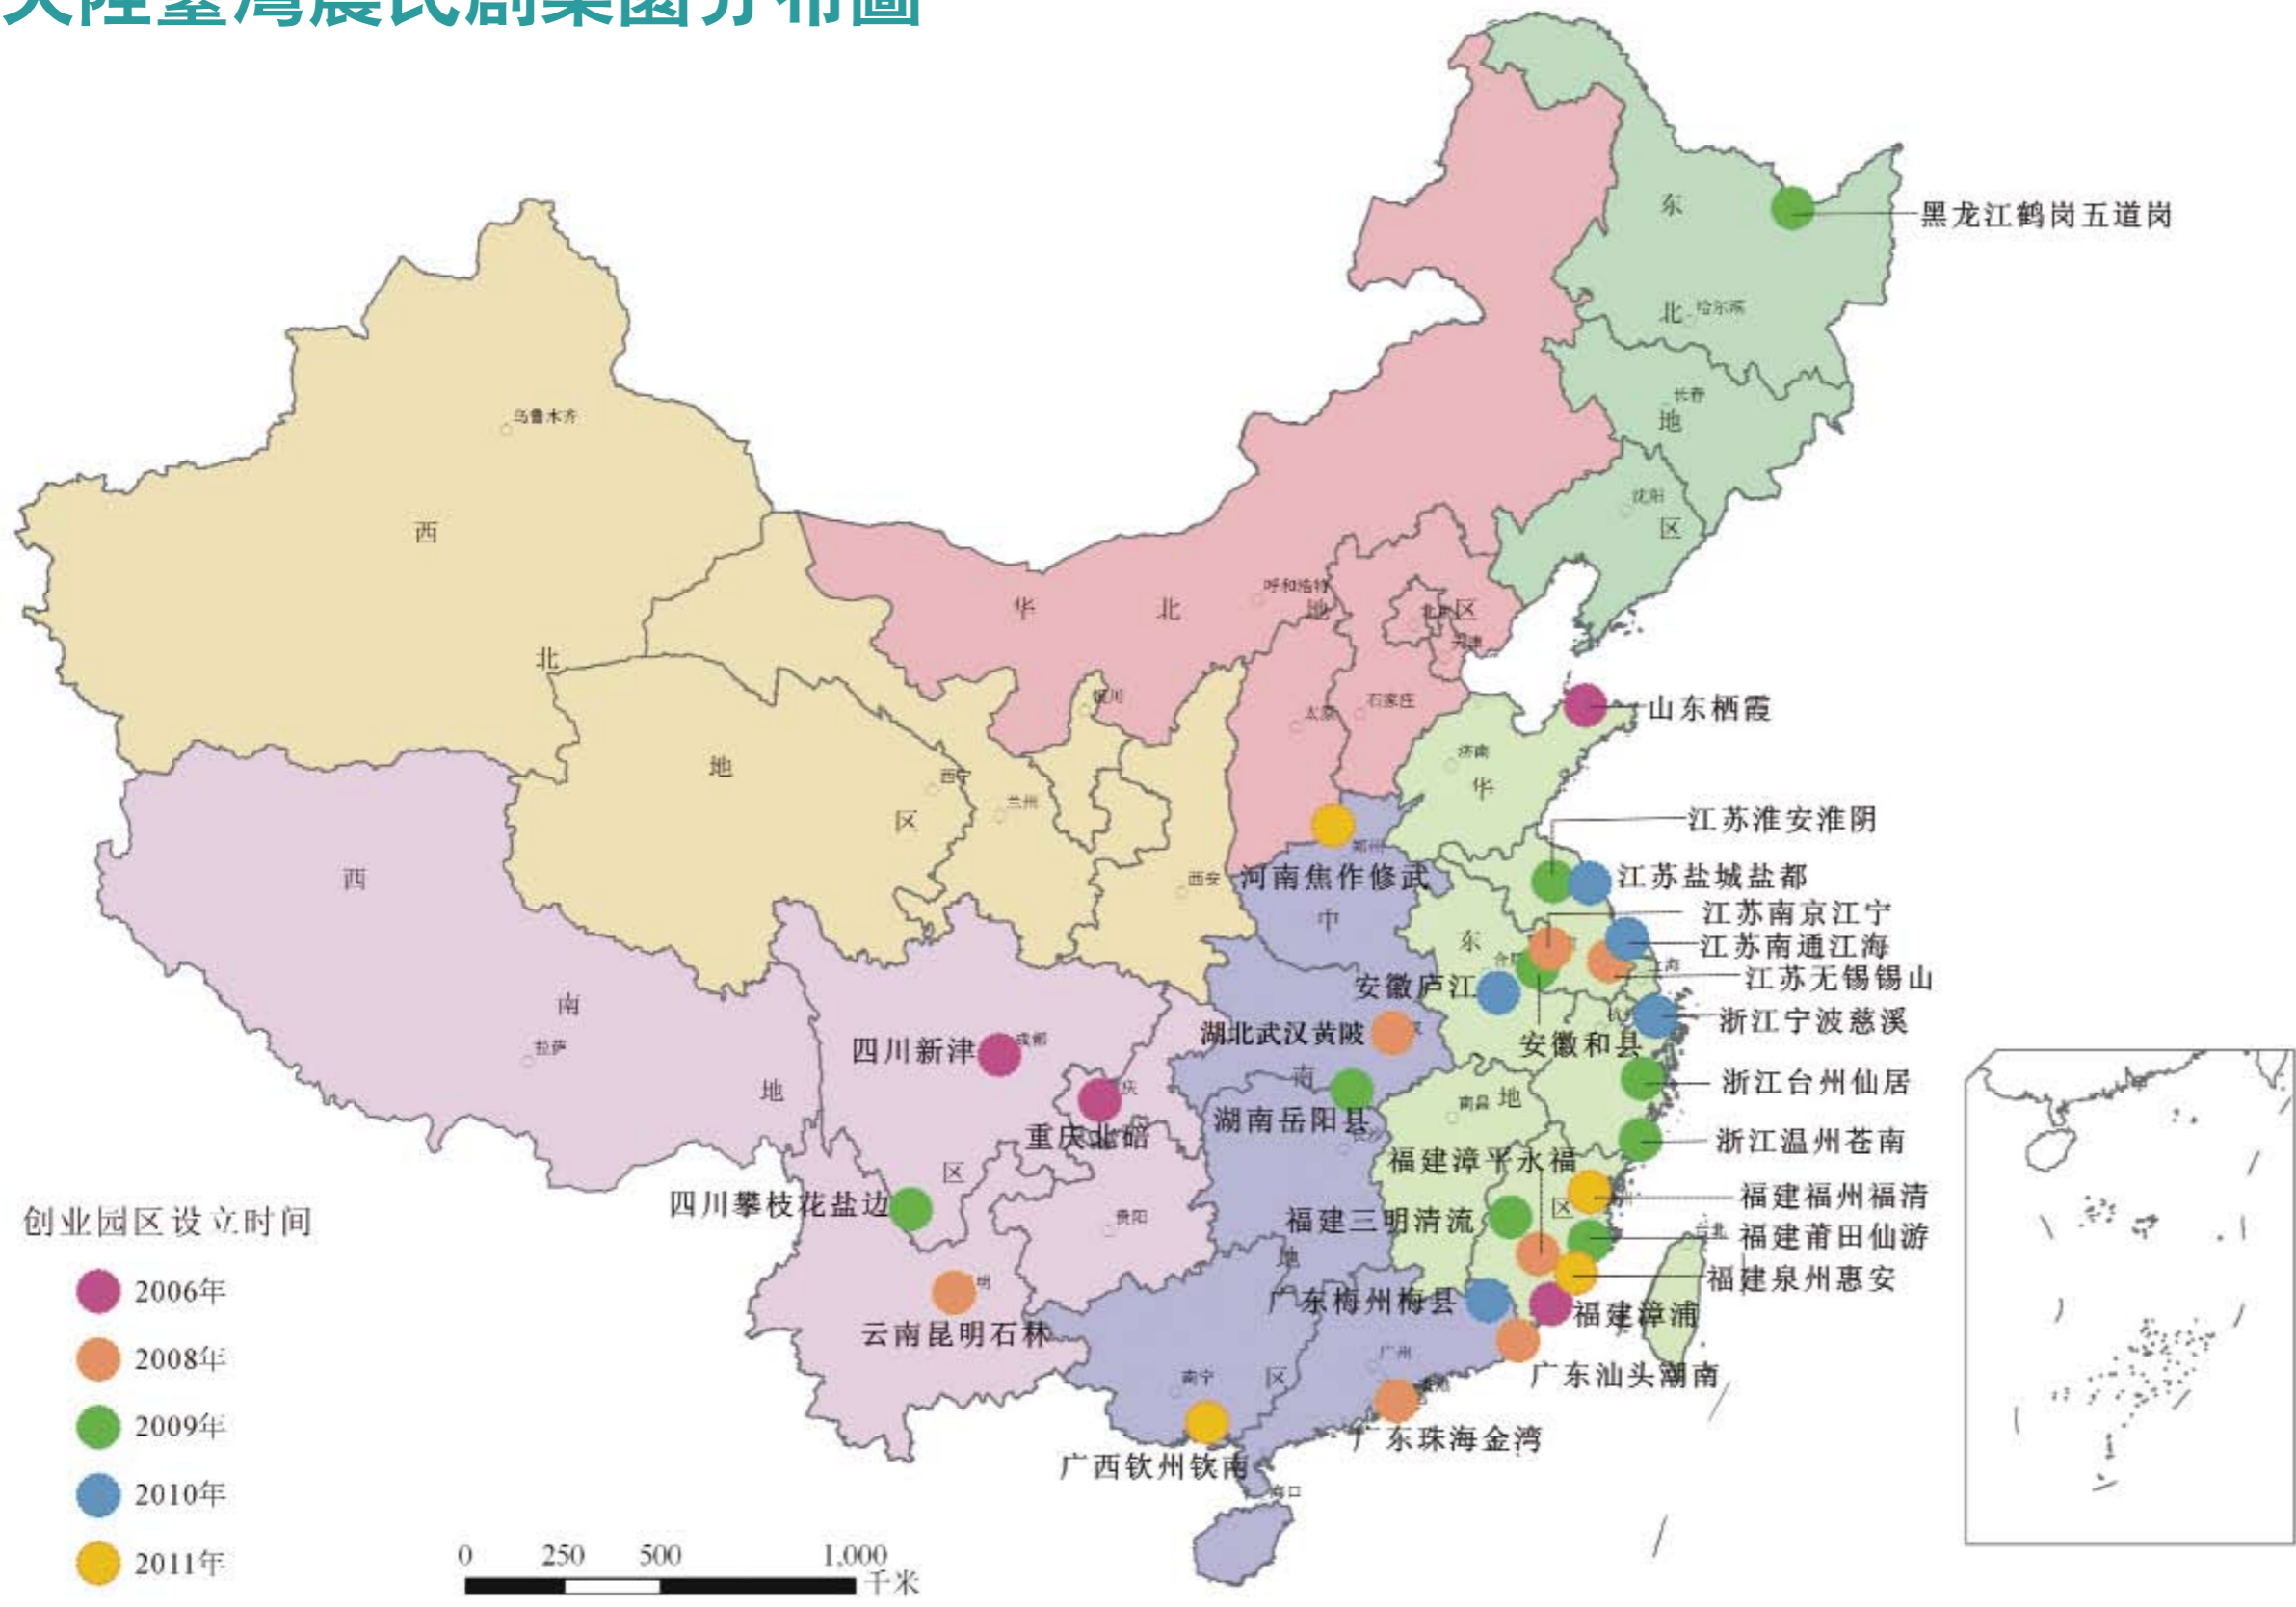 大陸臺灣農民創業園分布圖
东
黑龙江鹤岗五道岗
北
哈尔滨
长春
地
乌鲁木齐
沈阳
区
西
呼和浩特
华
北
地
区
北京
天津
北
银川
石家庄
太原
山东栖霞
济南
地
西宁
华
兰州
区
江苏淮安淮阴
郑州
西
西安
河南焦作修武
江苏盐城盐都
中
江苏南京江宁
东
江苏南通江海
合肥
上海
江苏无锡锡山
安徽庐江
南
浙江宁波慈溪
湖北武汉黄陂
安徽和县
拉萨
成都
四川新津
南
地
浙江台州仙居
庆
地
南昌
湖南岳阳县
重庆北碚
长沙
浙江温州苍南
福建漳平永福
区
四川攀枝花盐边
福建福州福清
区
贵阳
福建三明清流
台北
福建莆田仙游
地
福建泉州惠安
明
广东梅州梅县
福建漳浦
云南昆明石林
广州
南宁
区
广东汕头潮南
广东珠海金湾
广西钦州钦南
海口
创业园区设立时间
2006年
2008年
2009年
2010年
2011年
0 250 500 1,000
千米